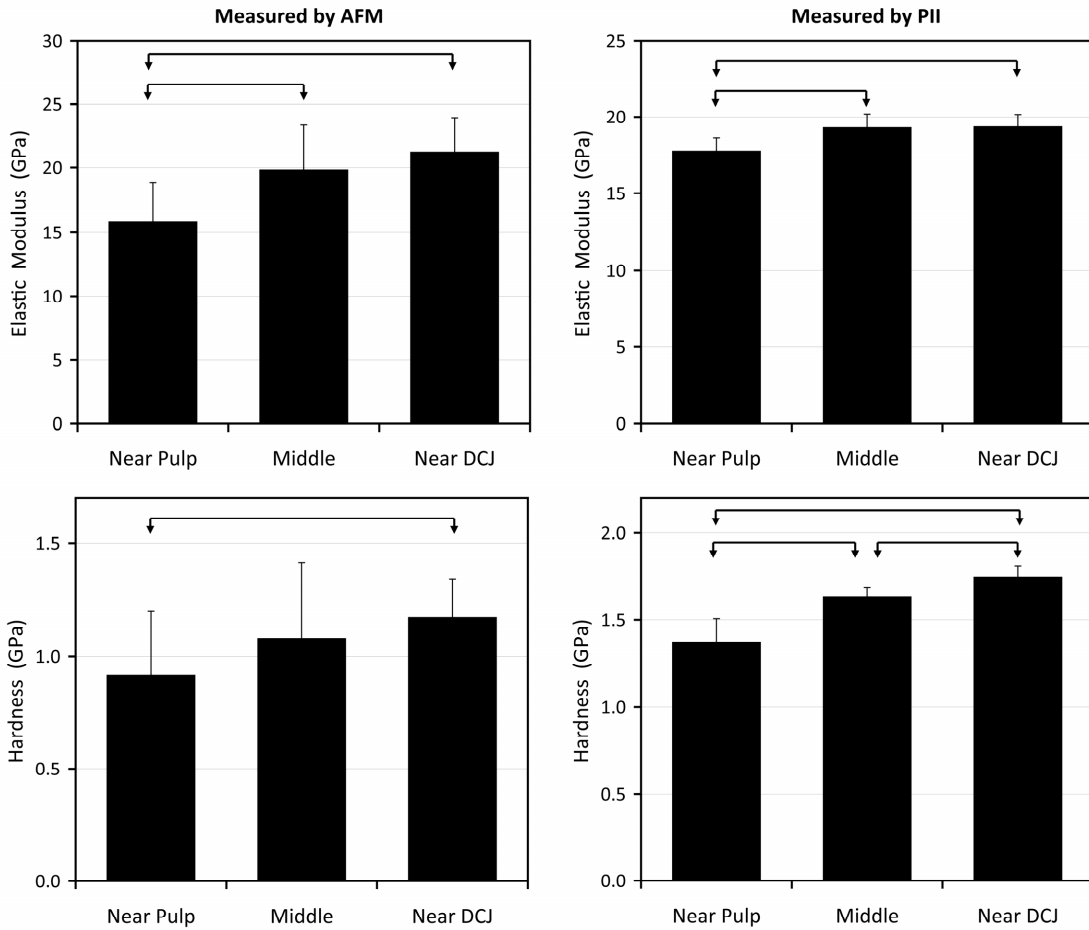 Measured by AFM
Elastic Modulus (GPa)
30
25
20
15
10
5
0
Near Pulp Middle Near DCJ
Measured by PII
Elastic Modulus (GPa)
25
20
15
10
5
0
Near Pulp Middle Near DCJ
Hardness (GPa)
1.5
1.0
0.5
0.0
Near Pulp Middle Near DCJ
Hardness (GPa)
2.0
1.5
1.0
0.5
0.0
Near Pulp Middle Near DCJ